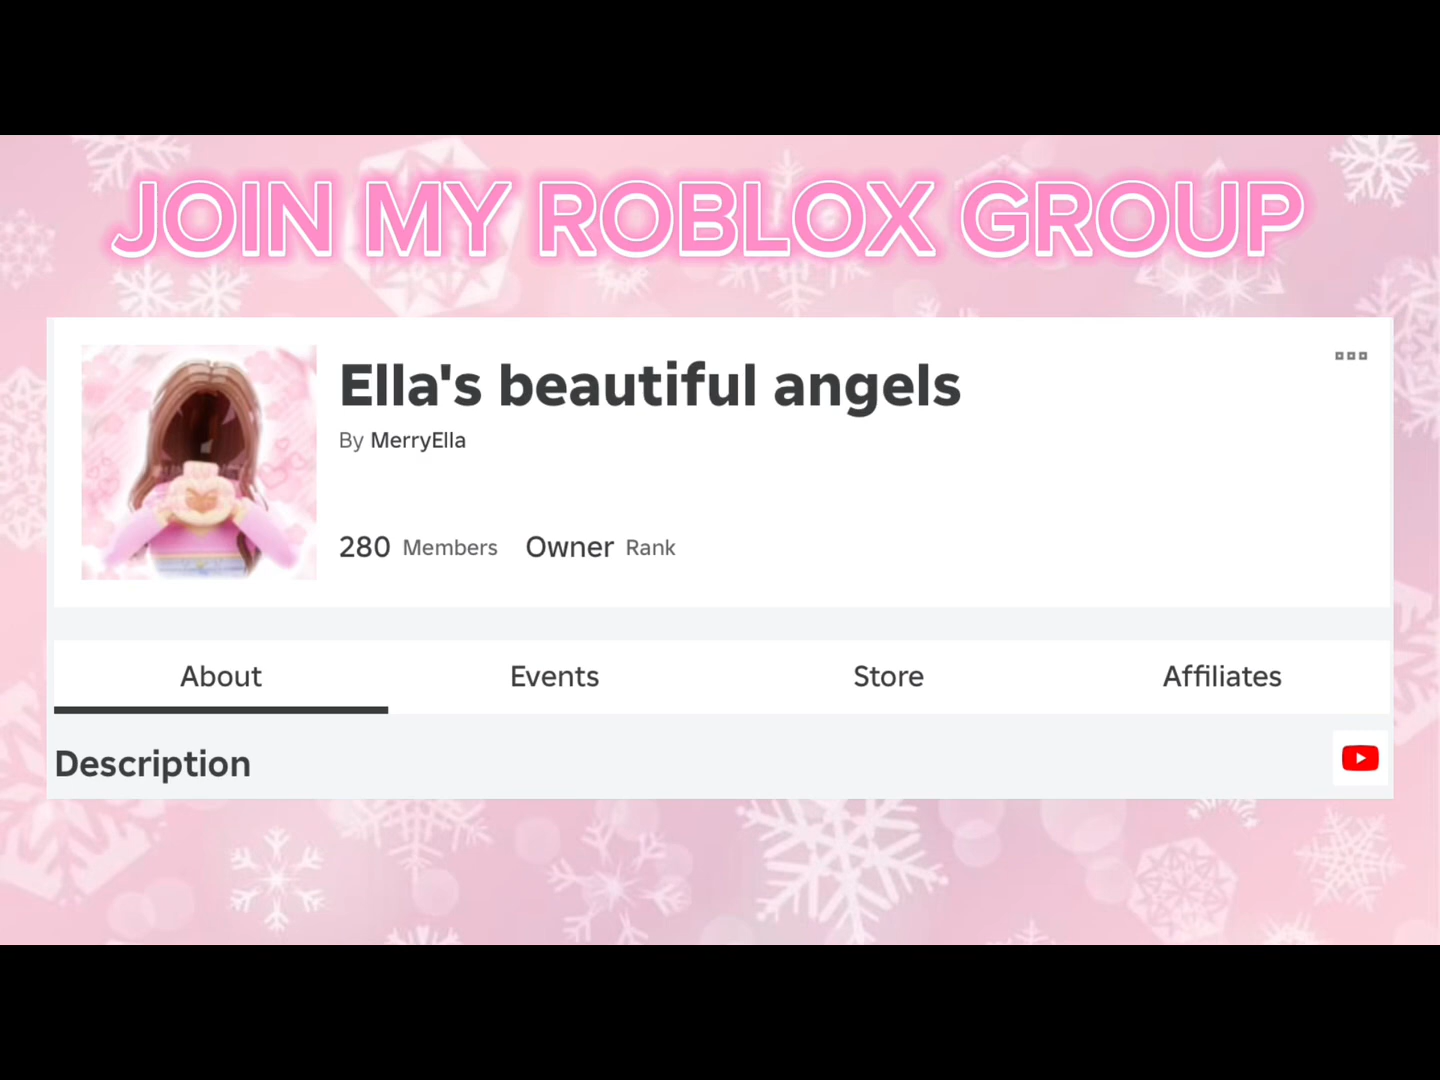 JOIN MY ROBLOX GROUP
Ella's beautiful angels
By MerryElla
280 Members Owner Rank
About Events Store Affiliates
Description